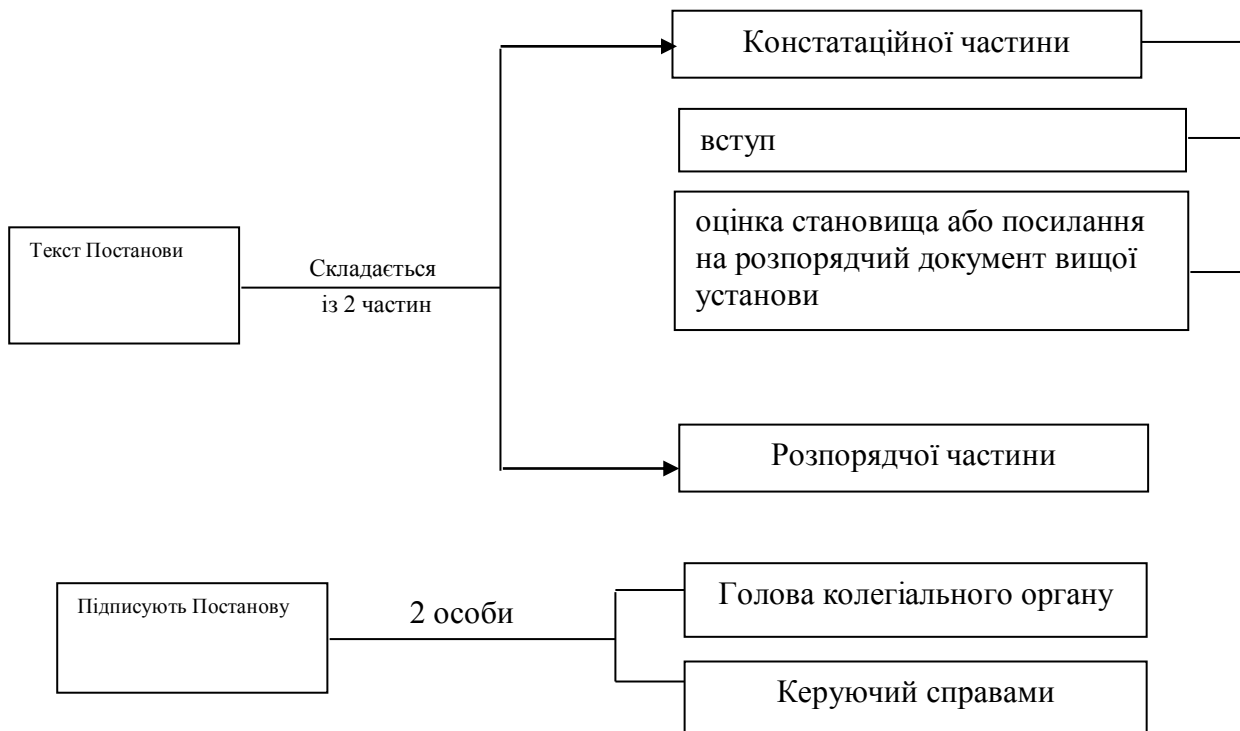 Констатаційної частини
вступ
оцінка становища або посилання
на розпорядчий документ вищої
установи
Текст Постанови
Складається
із 2 частин
Розпорядчої частини
Підписують Постанову
2 особи
Голова колегіального органу
Керуючий справами